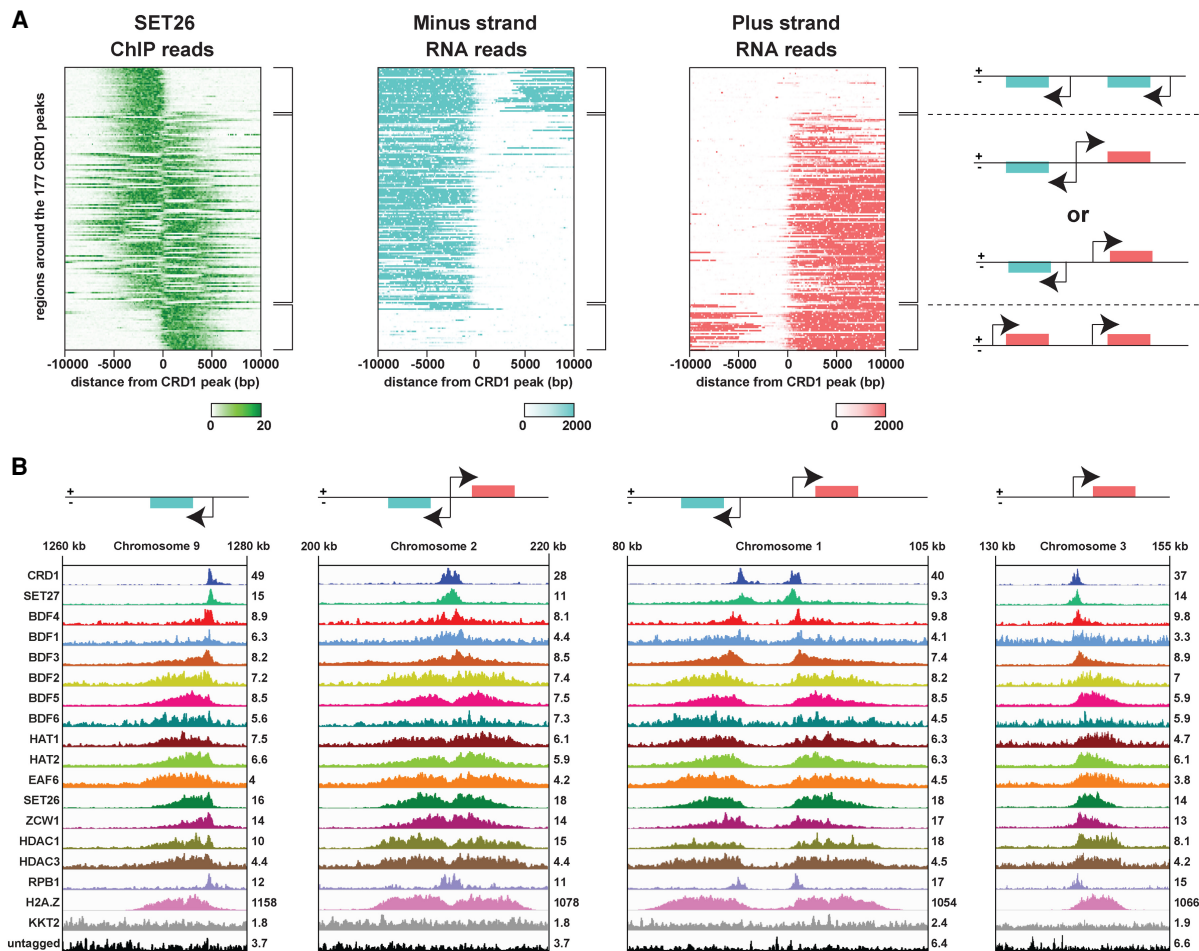 A
SET26
ChIP reads
Minus strand
RNA reads
Plus strand
RNA reads
regions around the 177 CRD1 peaks
-10000 -5000 0 5000 10000
distance from CRD1 peak (bp)
0 20
-10000 -5000 0 5000 10000
distance from CRD1 peak (bp)
0 2000
-10000 -5000 0 5000 10000
distance from CRD1 peak (bp)
0 2000
+
-
+
-
or
+
-
+
-
B
+
-
+
-
+
-
+
-
1260 kb Chromosome 9 1280 kb
200 kb Chromosome 2 220 kb
80 kb Chromosome 1 105 kb
130 kb Chromosome 3 155 kb
CRD1 49 28 40 37
SET27 15 11 9.3 14
BDF4 8.9 8.1 9.8 9.8
BDF1 6.3 4.4 4.1 3.3
BDF3 8.2 8.5 7.4 8.9
BDF2 7.2 7.4 8.2 7
BDF5 8.5 7.5 8.5 5.9
BDF6 5.6 7.3 4.5 5.9
HAT1 7.5 6.1 6.3 4.7
HAT2 6.6 5.9 6.3 6.1
EAF6 4 4.2 4.5 3.8
SET26 16 18 18 14
ZCW1 14 14 17 13
HDAC1 10 15 18 8.1
HDAC3 4.4 4.4 4.5 4.2
RPB1 12 11 17 15
H2A.Z 1158 1078 1054 1066
KKT2 1.8 1.8 2.4 1.9
untagged 3.7 3.7 6.4 6.6